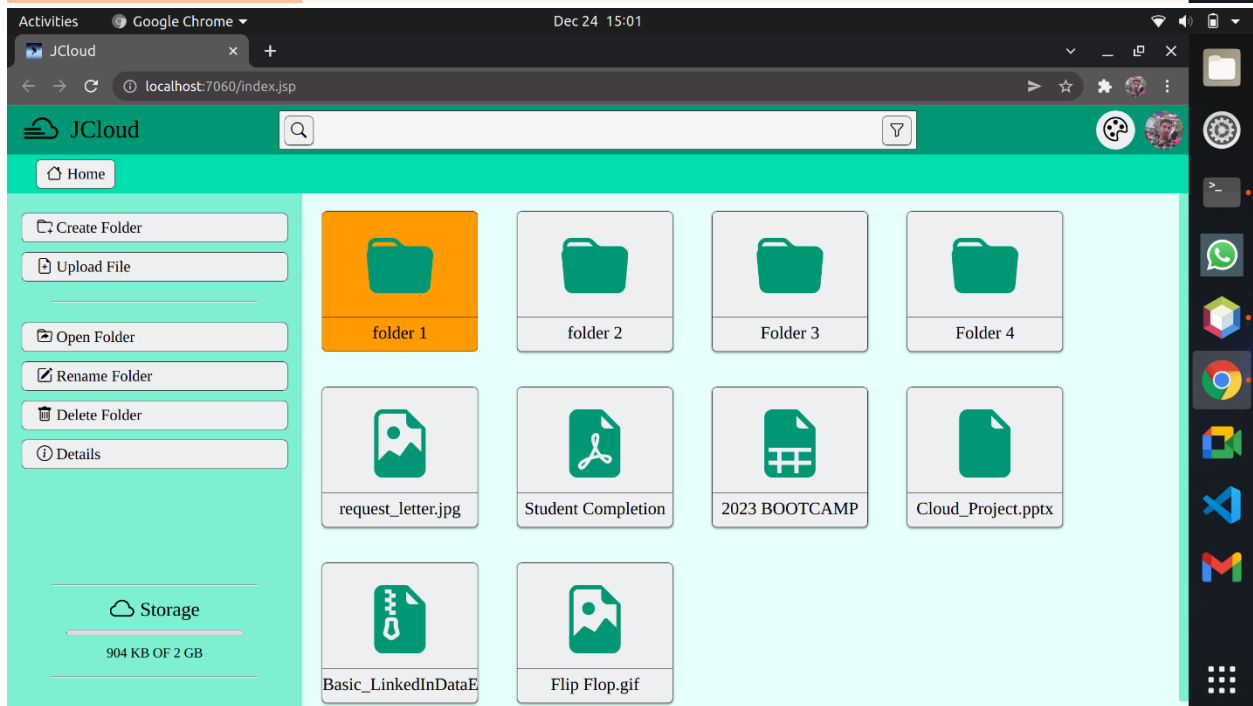 Activities Google Chrome Dec 24 15:01
JCloud
localhost:7060/index.jsp
JCloud
Home
Create Folder
Upload File
Open Folder
Rename Folder
Delete Folder
Details
Storage
904 KB OF 2 GB
folder 1 folder 2 Folder 3 Folder 4
request_letter.jpg Student Completion 2023 BOOTCAMP Cloud_Project.pptx
Basic_LinkedInDataE Flip Flop.gif